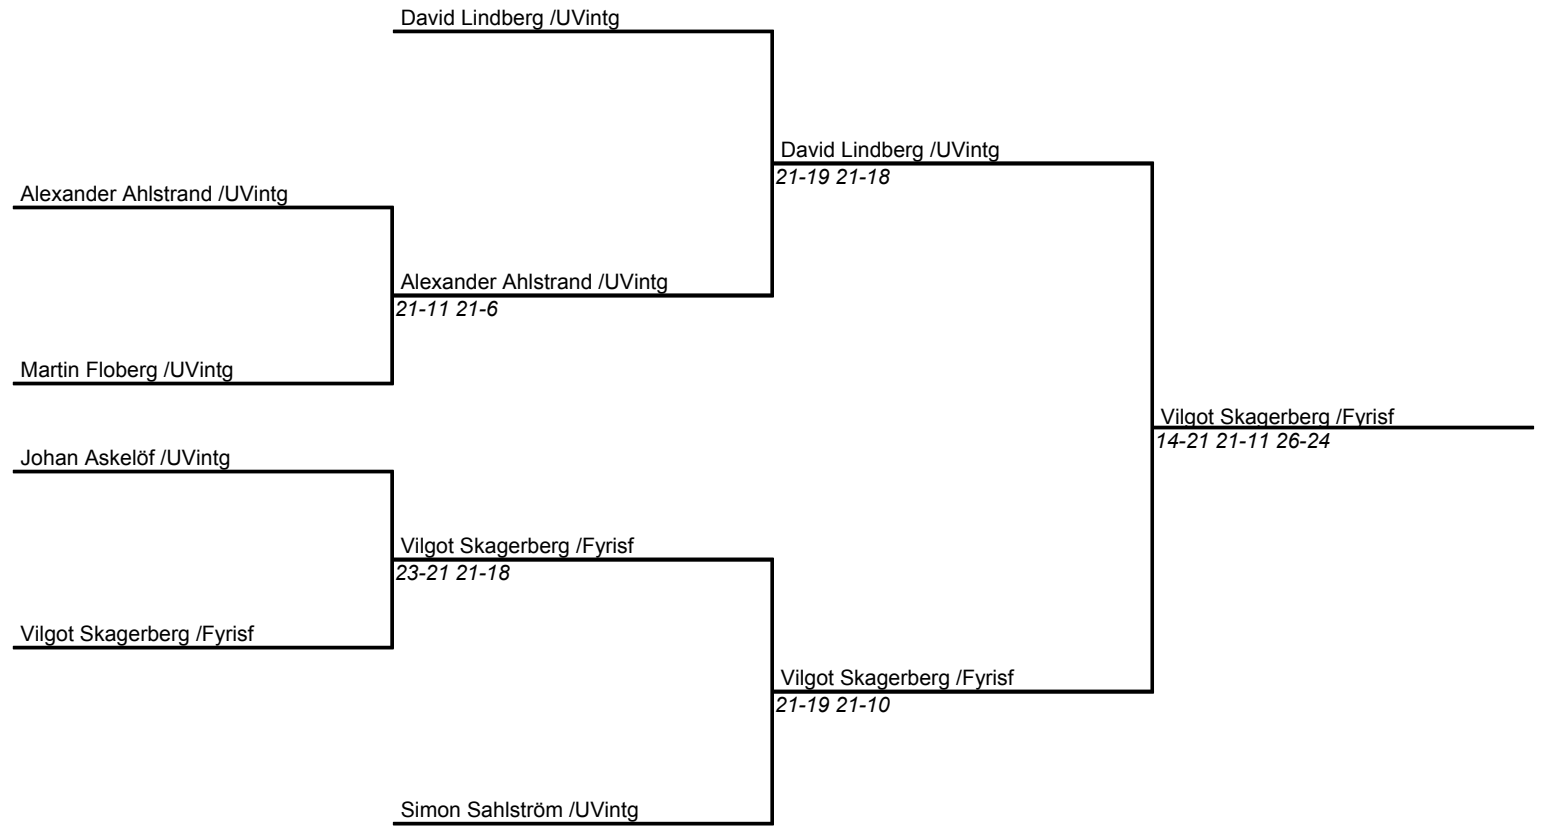 David Lindberg /UVintg
David Lindberg /UVintg
21-19 21-18
Alexander Ahlstrand /UVintg
Alexander Ahlstrand /UVintg
21-11 21-6
Martin Floberg /UVintg
Vilgot Skagerberg /Fyrisf
14-21 21-11 26-24
Johan Askelöf /UVintg
Vilgot Skagerberg /Fyrisf
23-21 21-18
Vilgot Skagerberg /Fyrisf
Vilgot Skagerberg /Fyrisf
21-19 21-10
Simon Sahlström /UVintg